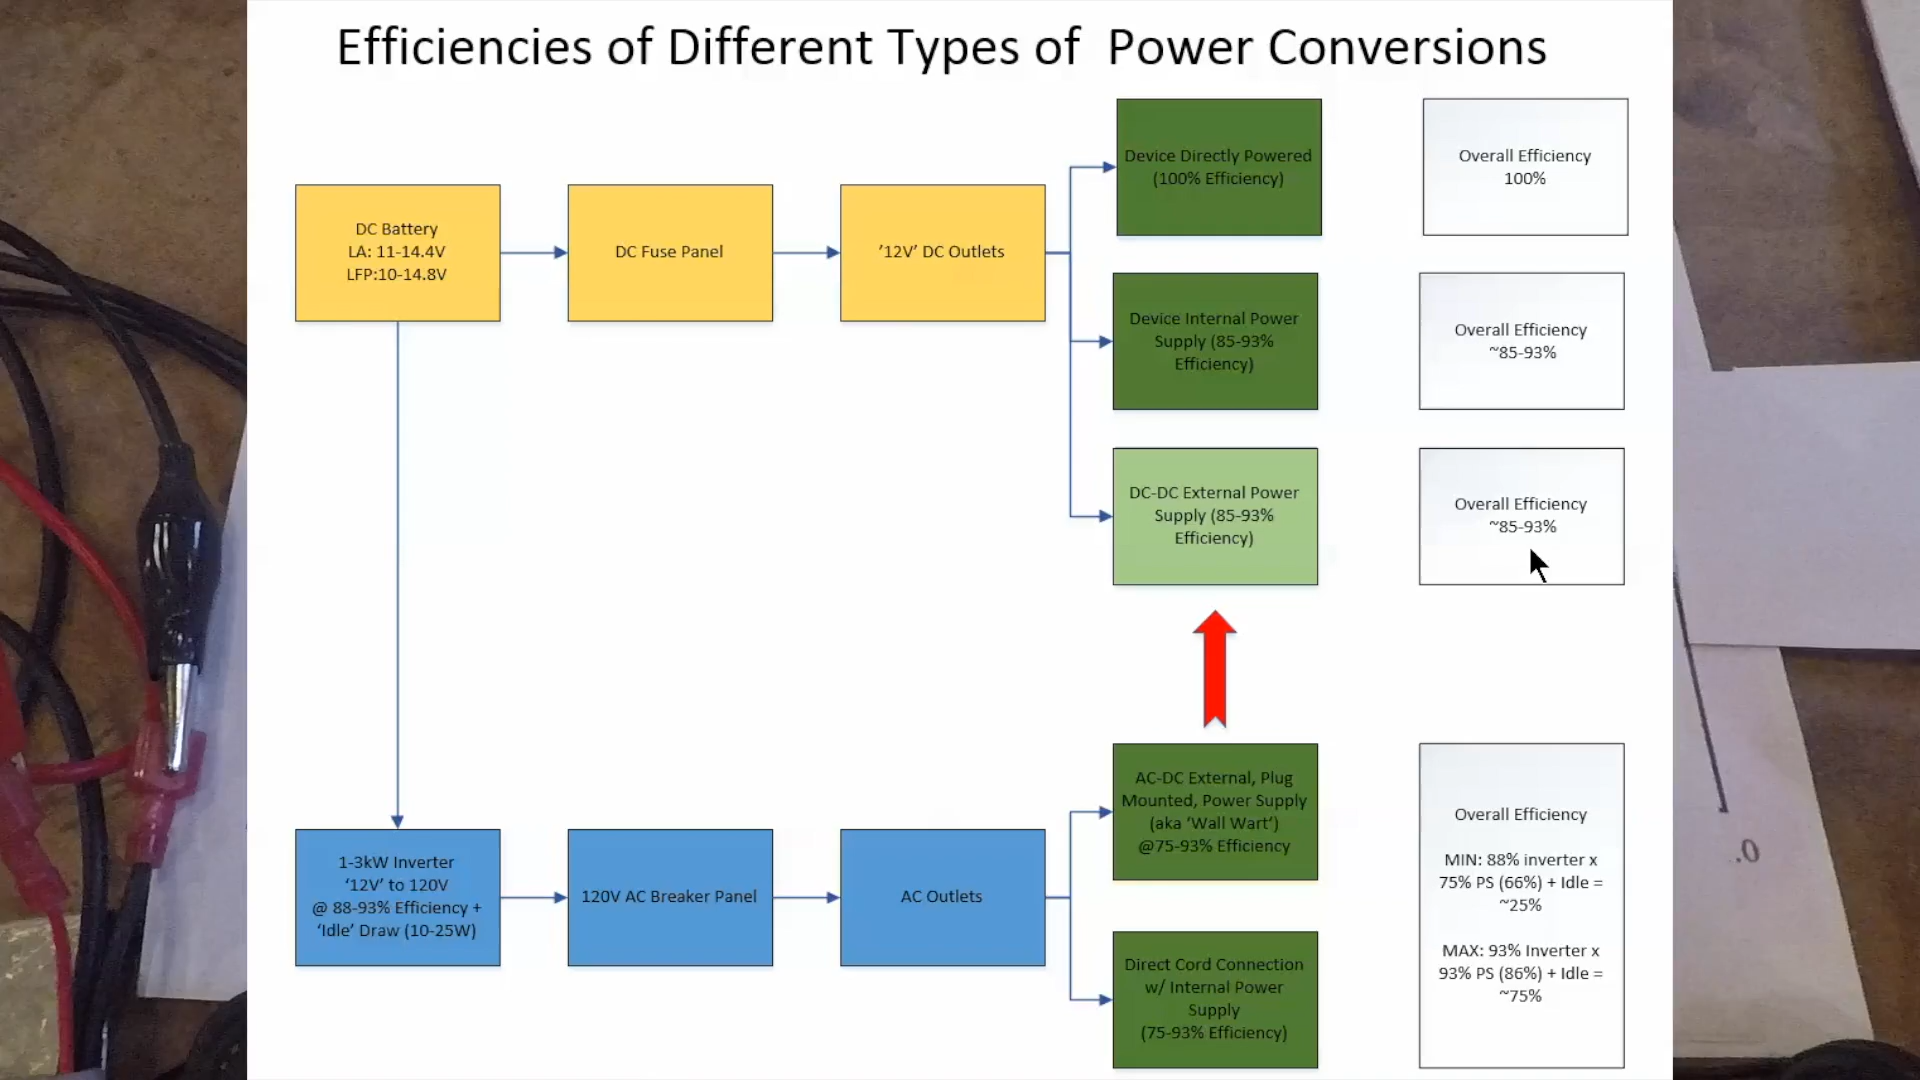 Efficiencies of Different Types of Power Conversions
DC Battery
LA: 11-14.4V
LFP:10-14.8V
DC Fuse Panel
'12V' DC Outlets
Device Directly Powered
(100% Efficiency)
Overall Efficiency
100%
Device Internal Power
Supply (85-93%
Efficiency)
Overall Efficiency
~85-93%
DC-DC External Power
Supply (85-93%
Efficiency)
Overall Efficiency
~85-93%
1-3kW Inverter
‘12V’ to 120V
@ 88-93% Efficiency +
‘Idle’ Draw (10-25W)
120V AC Breaker Panel
AC Outlets
AC-DC External, Plug
Mounted, Power Supply
(aka ‘Wall Wart’)
@75-93% Efficiency
Direct Cord Connection
w/ Internal Power
Supply
(75-93% Efficiency)
Overall Efficiency
MIN: 88% inverter x
75% PS (66%) + Idle =
~25%
MAX: 93% Inverter x
93% PS (86%) + Idle =
~75%
.0